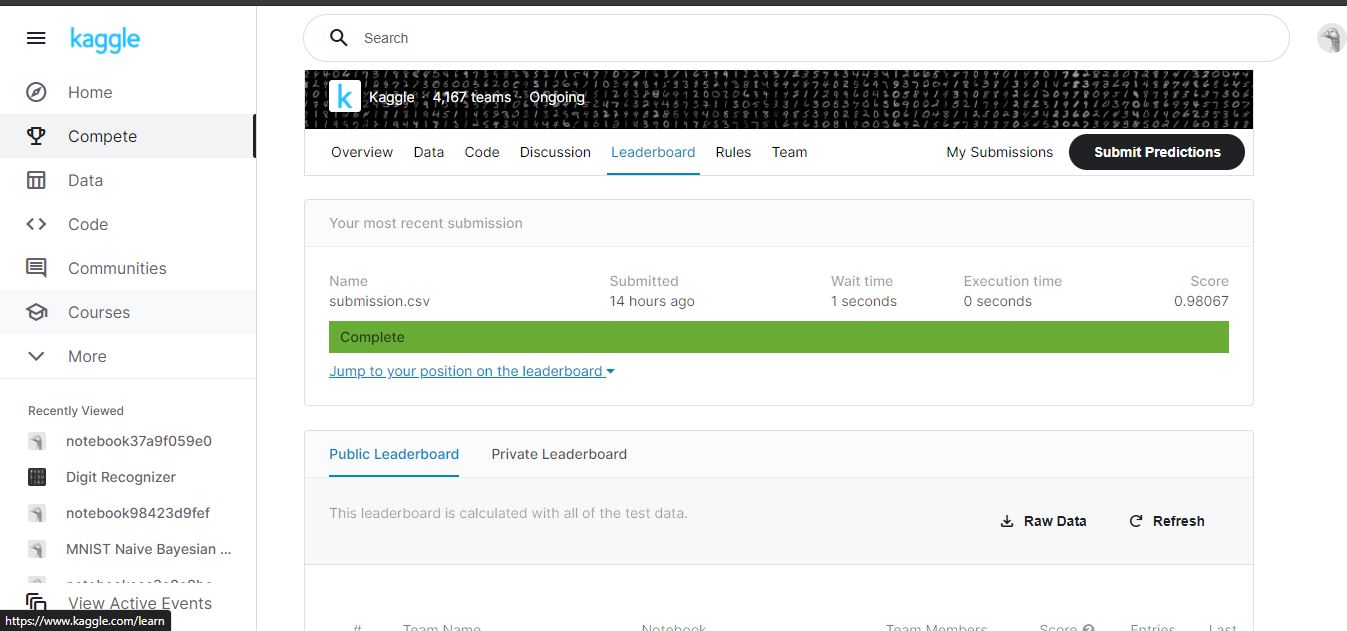 kaggle
Search
Home
Compete
Data
Code
Communities
Courses
More
Recently Viewed
notebook37a9f059e0
Digit Recognizer
notebook98423d9fef
MNIST Naive Bayesian ...
View Active Events
https://www.kaggle.com/learn
k Kaggle · 4,167 teams · Ongoing
Overview Data Code Discussion Leaderboard Rules Team My Submissions Submit Predictions
Your most recent submission
Name Submitted Wait time Execution time Score
submission.csv 14 hours ago 1 seconds 0 seconds 0.98067
Complete
Jump to your position on the leaderboard
Public Leaderboard Private Leaderboard
This leaderboard is calculated with all of the test data. Raw Data Refresh
# Team Name Notebook Team Members Score Entries Last